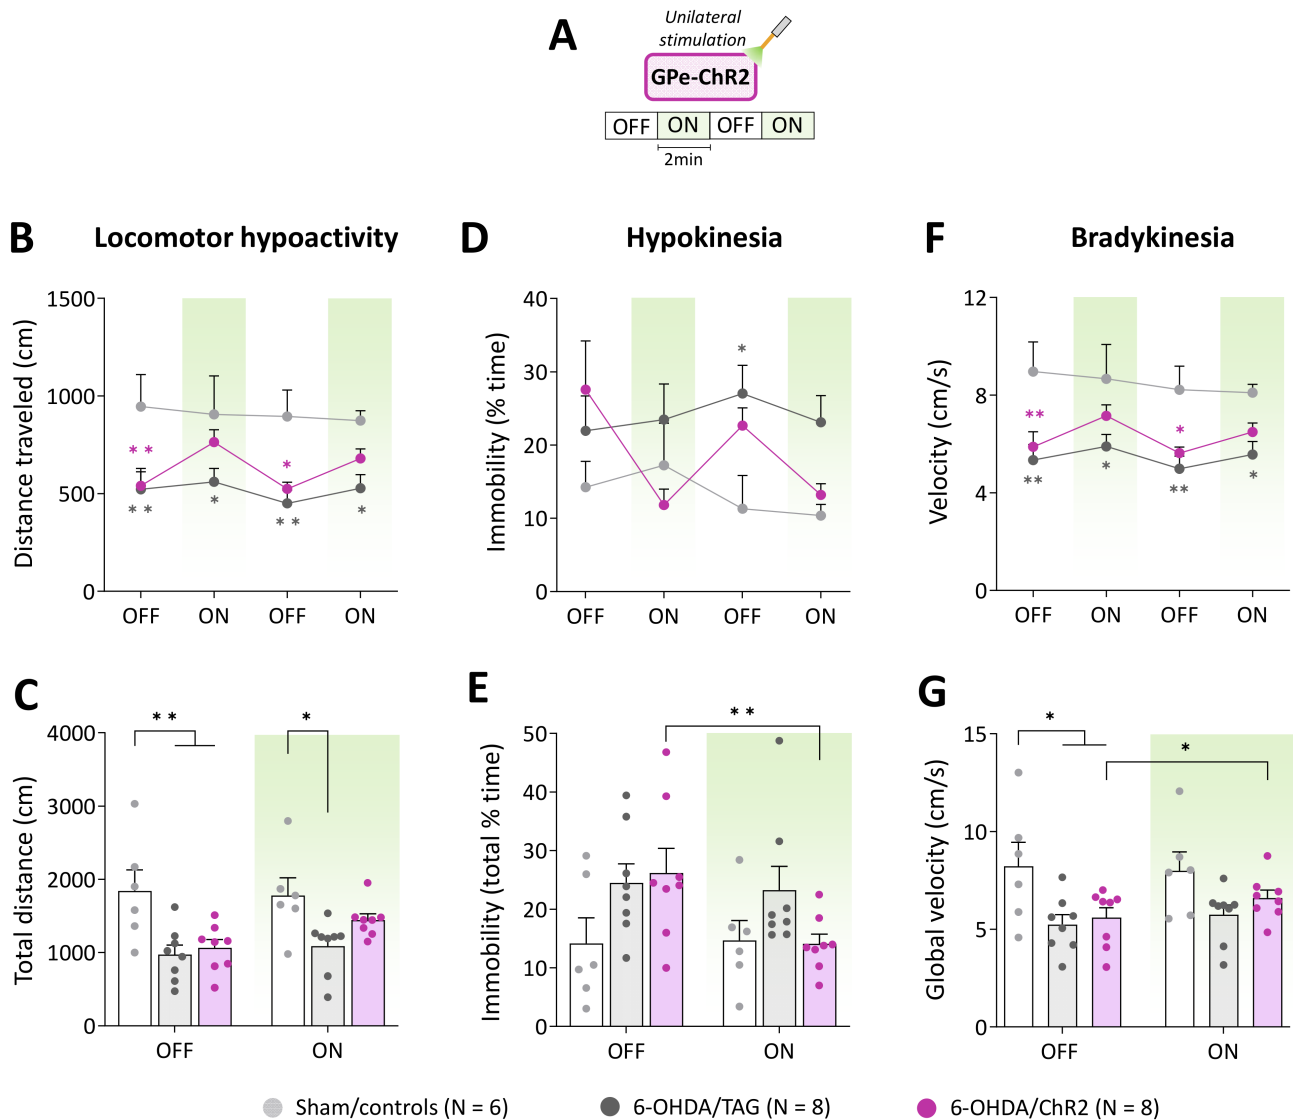 A
Unilateral
stimulation
GPe-ChR2
OFF ON OFF ON
2min
B Locomotor hypoactivity
Distance traveled (cm)
1500
1000
500
0
* *
* *
*
*
* *
*
OFF ON OFF ON
D Hypokinesia
Immobility (% time)
40
30
20
10
0
*
OFF ON OFF ON
F Bradykinesia
Velocity (cm/s)
12
8
4
0
**
**
*
*
**
*
OFF ON OFF ON
C
Total distance (cm)
4000
3000
2000
1000
0
* *
*
OFF ON
E
Immobility (total % time)
50
40
30
20
10
0
* *
OFF ON
G
Global velocity (cm/s)
15
10
5
0
*
*
OFF ON
Sham/controls (N = 6)
6-OHDA/TAG (N = 8)
6-OHDA/ChR2 (N = 8)